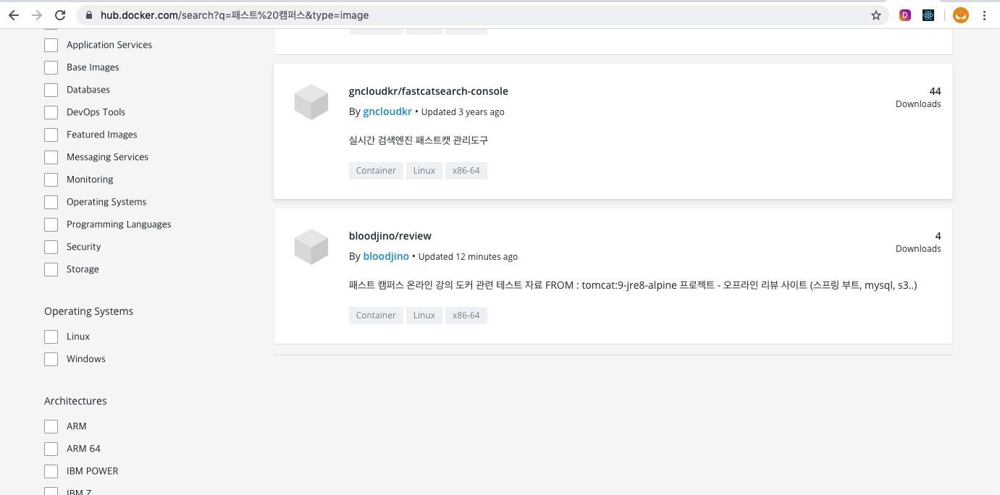 hub.docker.com/search?q=패스트%20캠퍼스&type=image
D
Application Services
Base Images
Databases
DevOps Tools
Featured Images
Messaging Services
Monitoring
Operating Systems
Programming Languages
Security
Storage
Operating Systems
Linux
Windows
Architectures
ARM
ARM 64
IBM POWER
IBM Z
gncloudkr/fastcatsearch-console
44
By gncloudkr • Updated 3 years ago
Downloads
실시간 검색엔진 패스트캣 관리도구
Container Linux x86-64
bloodjino/review
4
By bloodjino • Updated 12 minutes ago
Downloads
패스트 캠퍼스 온라인 강의 도커 관련 테스트 자료 FROM : tomcat:9-jre8-alpine 프로젝트 - 오프라인 리뷰 사이트 (스프링 부트, mysql, s3..)
Container Linux x86-64